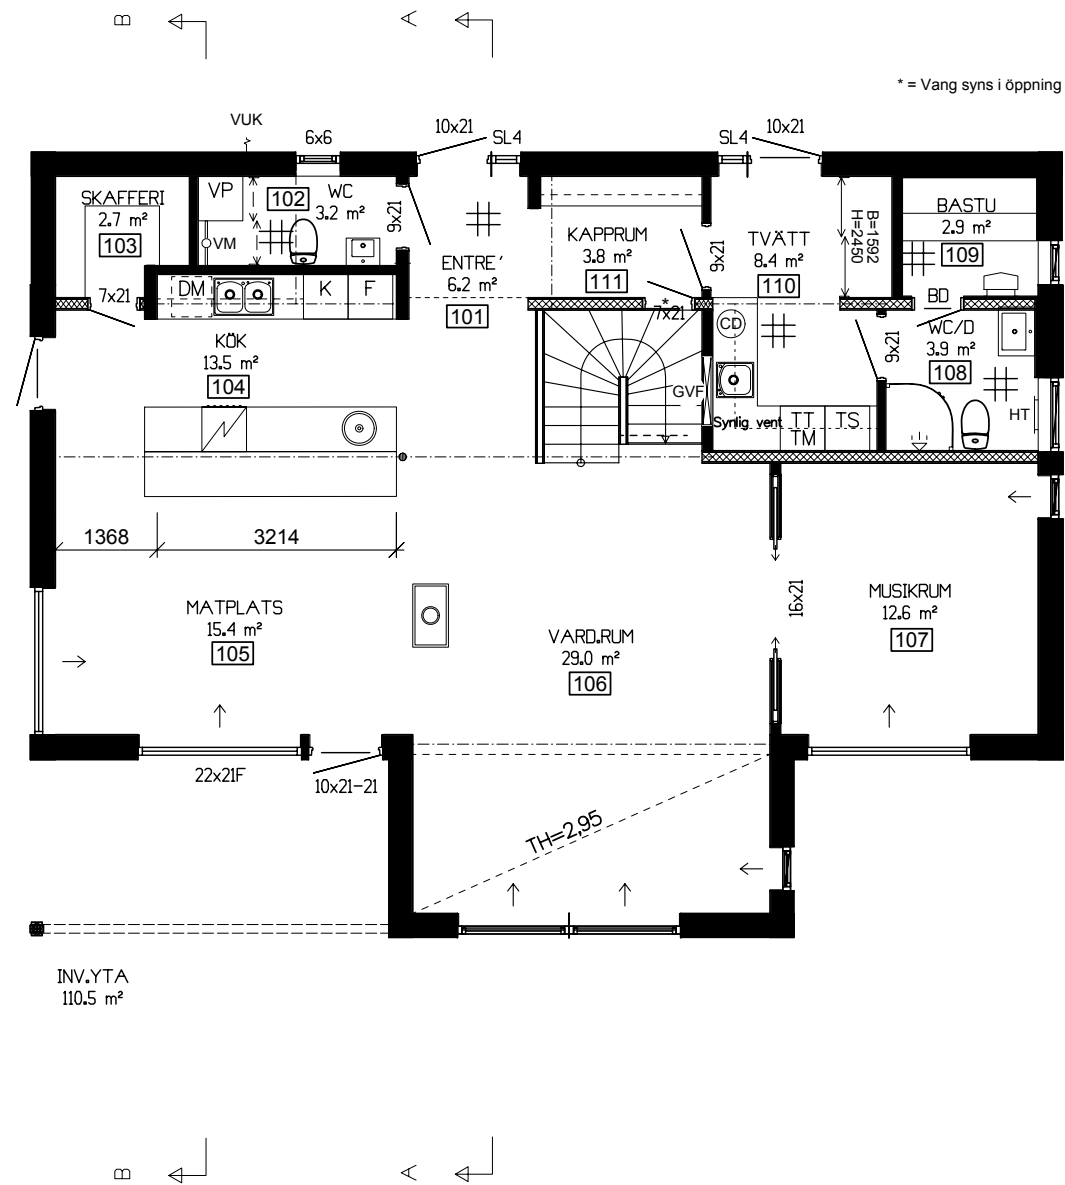 B
A
* = Vang syns i öppning
VUK
6x6
10x21
SL4
SL4
10x21
SKAFFERI
2.7 m²
103
VP
102
WC
3.2 m²
VM
9x21
ENTRE´
6.2 m²
101
KAPPRUM
3.8 m²
111
9x21
TVÄTT
8.4 m²
110
B=1592
H=2450
BASTU
2.9 m²
109
BD
7x21
DM
K
F
*
7x21
KÖK
13.5 m²
104
CD
GVF
Synlig vent
TT
TM
TS
9x21
WC/D
3.9 m²
108
HT
1368
3214
MATPLATS
15.4 m²
105
VARD.RUM
29.0 m²
106
16x21
MUSIKRUM
12.6 m²
107
22x21F
10x21-21
TH=2,95
INV.YTA
110.5 m²
B
A